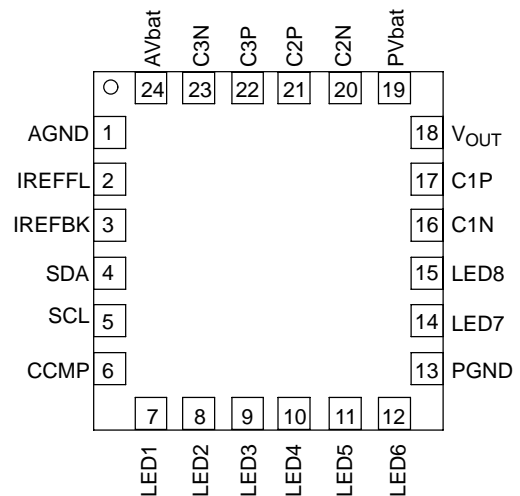 AVbat C3N C3P C2P C2N PVbat
24 23 22 21 20 19
AGND 1 18 VOUT
IREFFL 2 17 C1P
IREFBK 3 16 C1N
SDA 4 15 LED8
SCL 5 14 LED7
CCMP 6 13 PGND
7 8 9 10 11 12
LED1 LED2 LED3 LED4 LED5 LED6